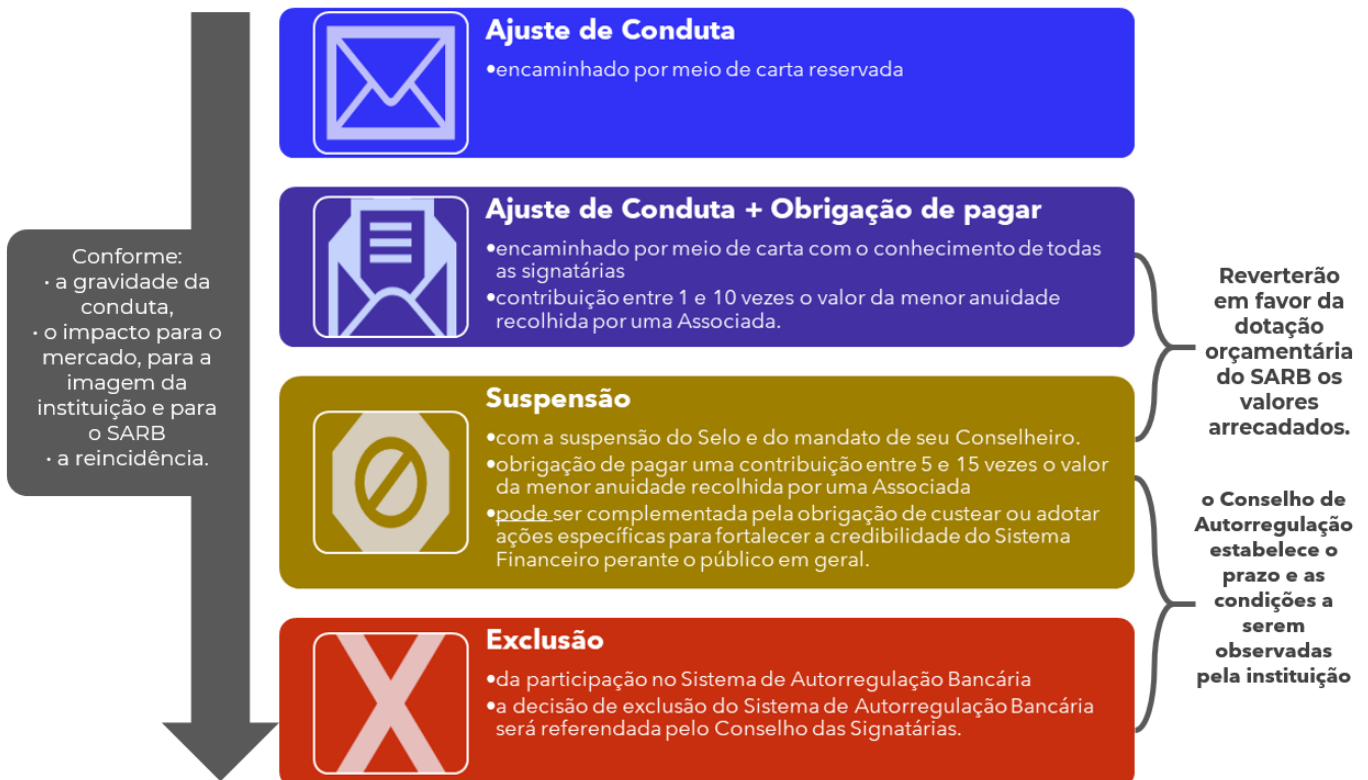 Conforme:
• a gravidade da
conduta,
• o impacto para o
mercado, para a
imagem da
instituição e para
o SARB
• a reincidência.
Ajuste de Conduta
•encaminhado por meio de carta reservada
Ajuste de Conduta + Obrigação de pagar
•encaminhado por meio de carta com o conhecimento de todas
as signatárias
•contribuição entre 1 e 10 vezes o valor da menor anuidade
recolhida por uma Associada.
Suspensão
•com a suspensão do Selo e do mandato de seu Conselheiro.
•obrigação de pagar uma contribuição entre 5 e 15 vezes o valor
da menor anuidade recolhida por uma Associada
•pode ser complementada pela obrigação de custear ou adotar
ações específicas para fortalecer a credibilidade do Sistema
Financeiro perante o público em geral.
Exclusão
•da participação no Sistema de Autorregulação Bancária
•a decisão de exclusão do Sistema de Autorregulação Bancária
será referendada pelo Conselho das Signatárias.
Reverterão
em favor da
dotação
orçamentária
do SARB os
valores
arrecadados.
o Conselho de
Autorregulação
estabelece o
prazo e as
condições a
serem
observadas
pela instituição